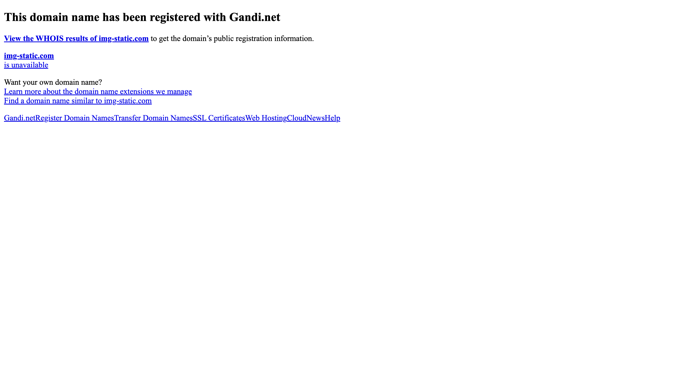 This domain name has been registered with Gandi.net
View the WHOIS results of img-static.com to get the domain’s public registration information.
img-static.com
is unavailable
Want your own domain name?
Learn more about the domain name extensions we manage
Find a domain name similar to img-static.com
Gandi.netRegister Domain NamesTransfer Domain NamesSSL CertificatesWeb HostingCloudNewsHelp